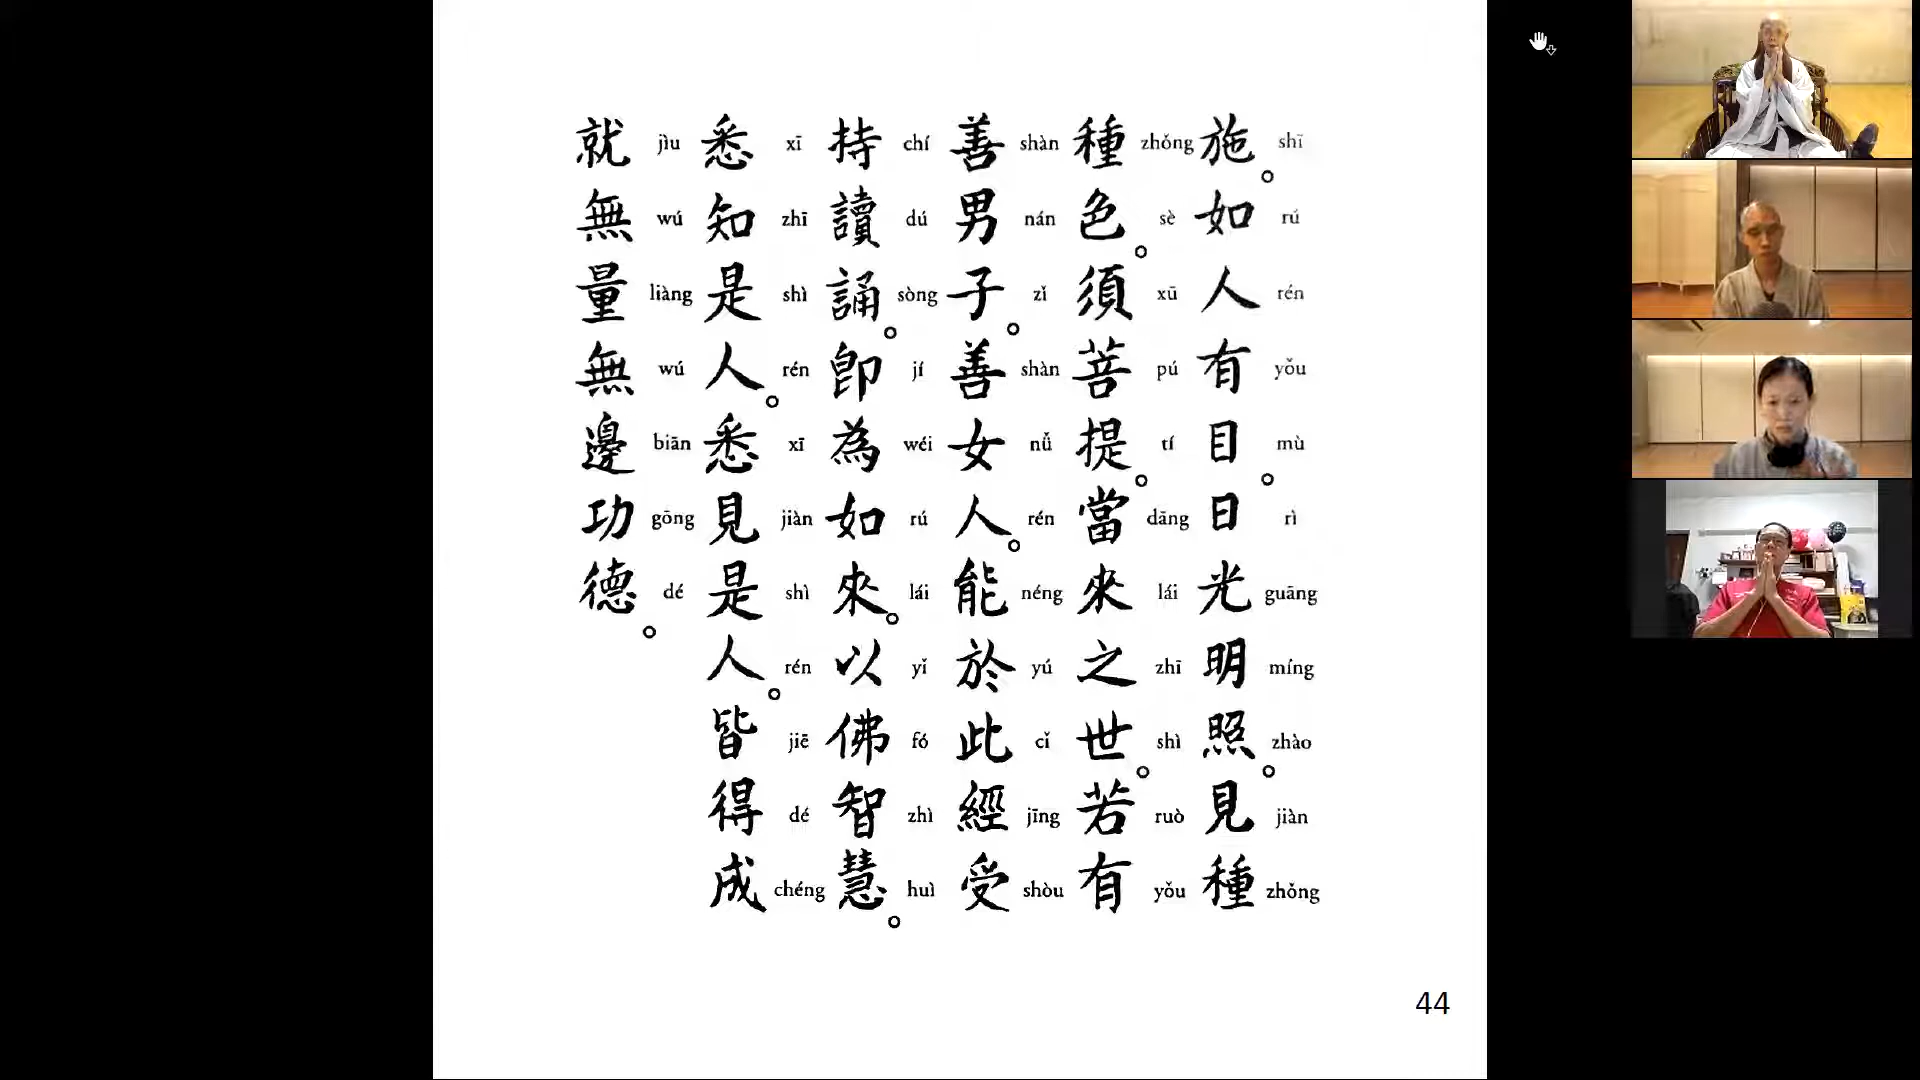 施。如人有目。日光明照。見種
shī rú rén yǒu mù rì guāng míng zhào jiàn zhǒng
種色。須菩提。當來之世。若有
zhǒng sè xū pú tí dāng lái zhī shì ruò yǒu
善男子。善女人。能於此經受
shàn nán zǐ shàn nǚ rén néng yú cǐ jīng shòu
持讀誦。即為如來。以佛智慧。
chí dú sòng jí wéi rú lái yǐ fó zhì huì
悉知是人。悉見是人。皆得成
xī zhī shì rén xī jiàn shì rén jiē dé chéng
就無量無邊功德。
jìu wú liàng wú biān gōng dé
44